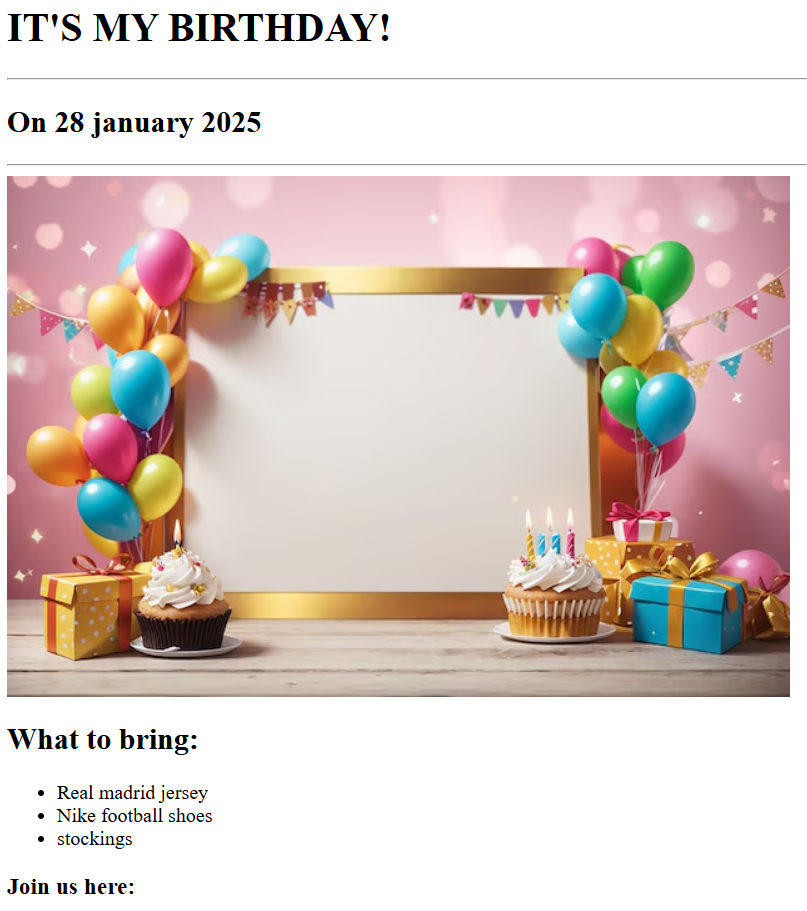 IT'S MY BIRTHDAY!
On 28 january 2025
What to bring:
Real madrid jersey
Nike football shoes
stockings
Join us here: